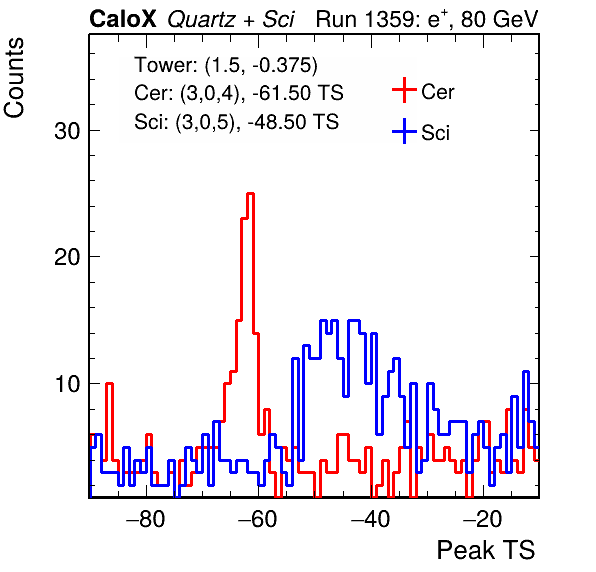 CaloX Quartz + Sci Run 1359: e+, 80 GeV
Tower: (1.5, -0.375)
Cer: (3,0,4), -61.50 TS
Sci: (3,0,5), -48.50 TS
Cer
Sci
Counts
30
20
10
−80 −60 −40 −20
Peak TS